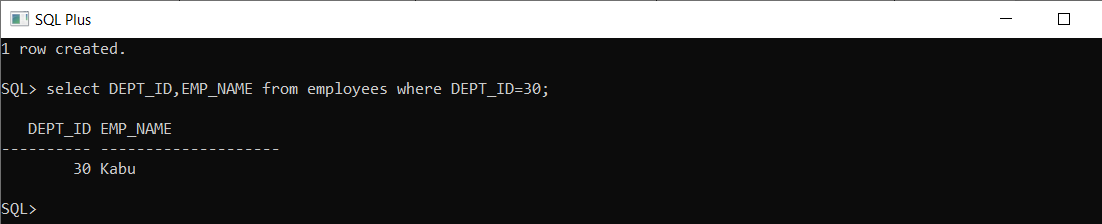 SQL Plus
1 row created.
SQL> select DEPT_ID,EMP_NAME from employees where DEPT_ID=30;
   DEPT_ID EMP_NAME
---------- --------------------
        30 Kabu
SQL>